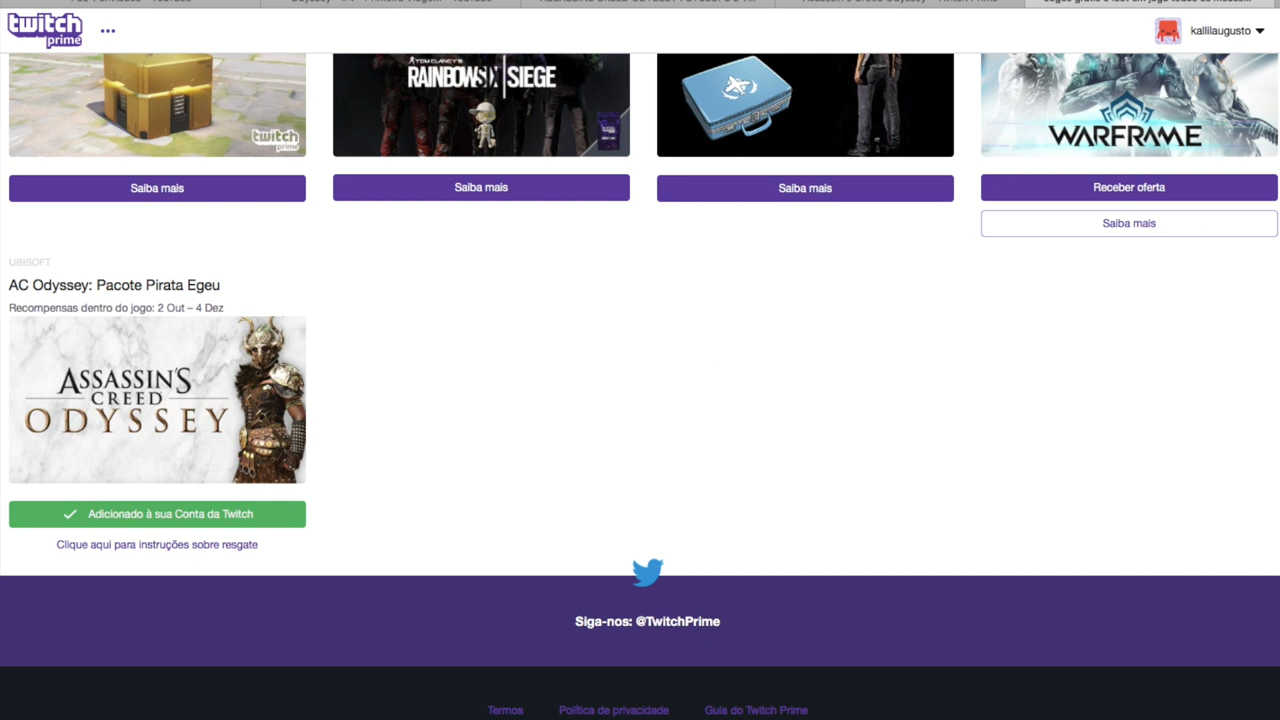 twitch
prime
•••
kallilaugusto
twitch
prime
TOM CLANCY'S
RAINBOW SIX | SIEGE
WARFRAME
Saiba mais
Saiba mais
Saiba mais
Receber oferta
Saiba mais
UBISOFT
AC Odyssey: Pacote Pirata Egeu
Recompensas dentro do jogo: 2 Out – 4 Dez
ASSASSIN'S
CREED
ODYSSEY
Adicionado à sua Conta da Twitch
Clique aqui para instruções sobre resgate
Siga-nos: @TwitchPrime
Termos
Política de privacidade
Guia do Twitch Prime